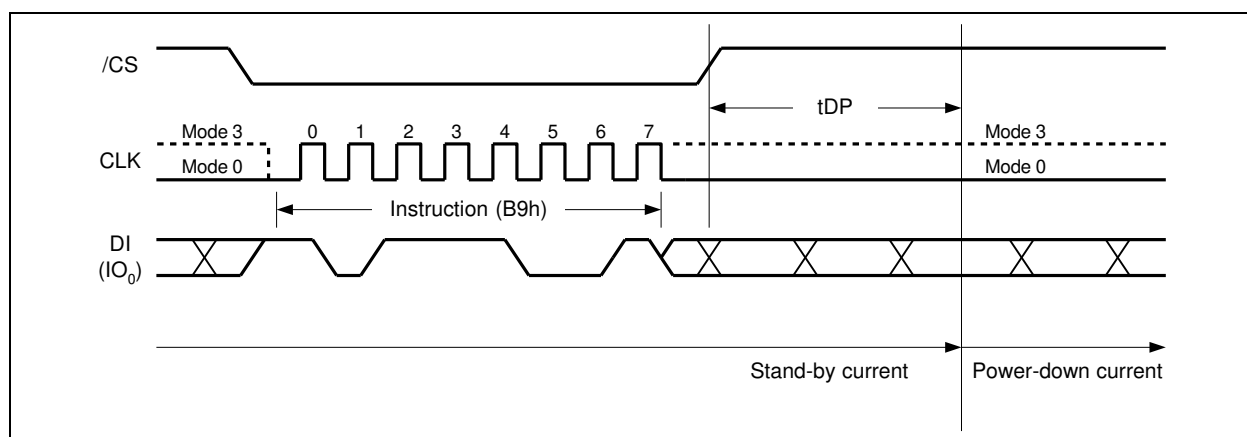 /CS
tDP
Mode 3 0 1 2 3 4 5 6 7 Mode 3
CLK
Mode 0 Mode 0
Instruction (B9h)
DI
(IO₀)
Stand-by current Power-down current